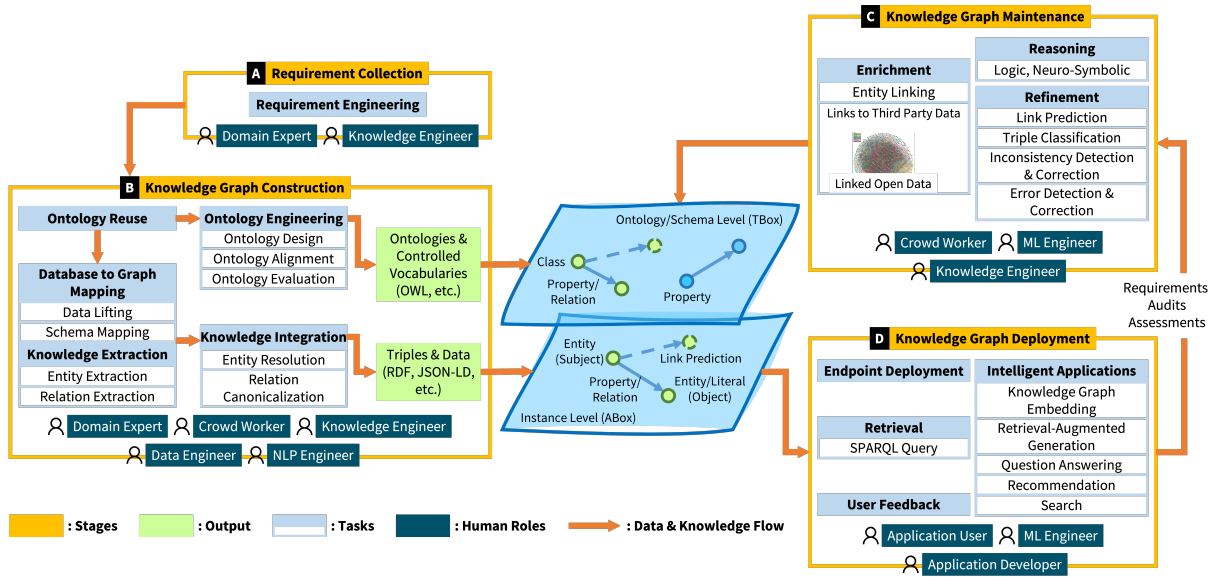 A Requirement Collection
Requirement Engineering
Domain Expert
Knowledge Engineer
B Knowledge Graph Construction
Ontology Reuse
Ontology Engineering
Ontology Design
Ontology Alignment
Ontology Evaluation
Database to Graph
Mapping
Data Lifting
Schema Mapping
Knowledge Extraction
Entity Extraction
Relation Extraction
Knowledge Integration
Entity Resolution
Relation
Canonicalization
Ontologies &
Controlled
Vocabularies
(OWL, etc.)
Triples & Data
(RDF, JSON-LD,
etc.)
Domain Expert
Crowd Worker
Knowledge Engineer
Data Engineer
NLP Engineer
Ontology/Schema Level (TBox)
Class
Property/
Relation
Property
Entity
(Subject)
Link Prediction
Property/
Relation
Entity/Literal
(Object)
Instance Level (ABox)
C Knowledge Graph Maintenance
Enrichment
Entity Linking
Links to Third Party Data
Linked Open Data
Reasoning
Logic, Neuro-Symbolic
Refinement
Link Prediction
Triple Classification
Inconsistency Detection
& Correction
Error Detection &
Correction
Crowd Worker
ML Engineer
Knowledge Engineer
Requirements
Audits
Assessments
D Knowledge Graph Deployment
Endpoint Deployment
Retrieval
SPARQL Query
User Feedback
Intelligent Applications
Knowledge Graph
Embedding
Retrieval-Augmented
Generation
Question Answering
Recommendation
Search
Application User
ML Engineer
Application Developer
: Stages
: Output
: Tasks
: Human Roles
: Data & Knowledge Flow